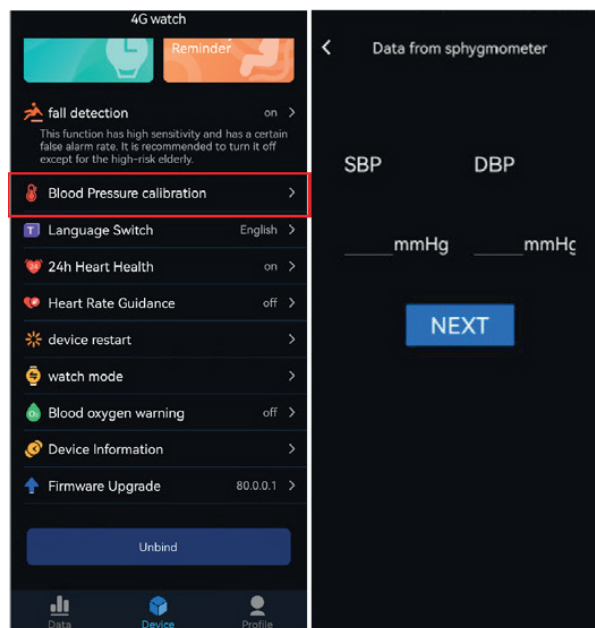 4G watch
Reminder
fall detection
on
This function has high sensitivity and has a certain
false alarm rate. It is recommended to turn it off
except for the high-risk elderly.
Blood Pressure calibration
Language Switch
English
24h Heart Health
on
Heart Rate Guidance
off
device restart
watch mode
Blood oxygen warning
off
Device Information
Firmware Upgrade
80.0.0.1
Unbind
Data
Device
Profile
Data from sphygmometer
SBP
DBP
____mmHg
____mmHg
NEXT